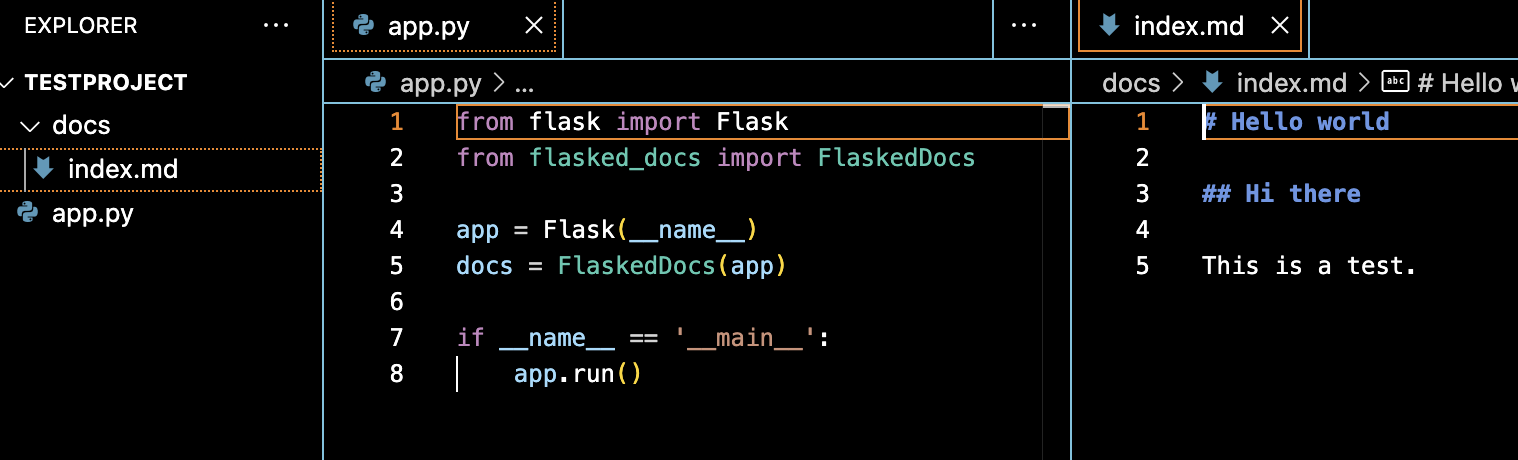 EXPLORER ...
TESTPROJECT
docs
index.md
app.py
app.py
...
app.py > ...
1 from flask import Flask
2 from flasked_docs import FlaskedDocs
3
4 app = Flask(__name__)
5 docs = FlaskedDocs(app)
6
7 if __name__ == '__main__':
8     app.run()
index.md
docs > index.md > abc # Hello
1 # Hello world
2
3 ## Hi there
4
5 This is a test.